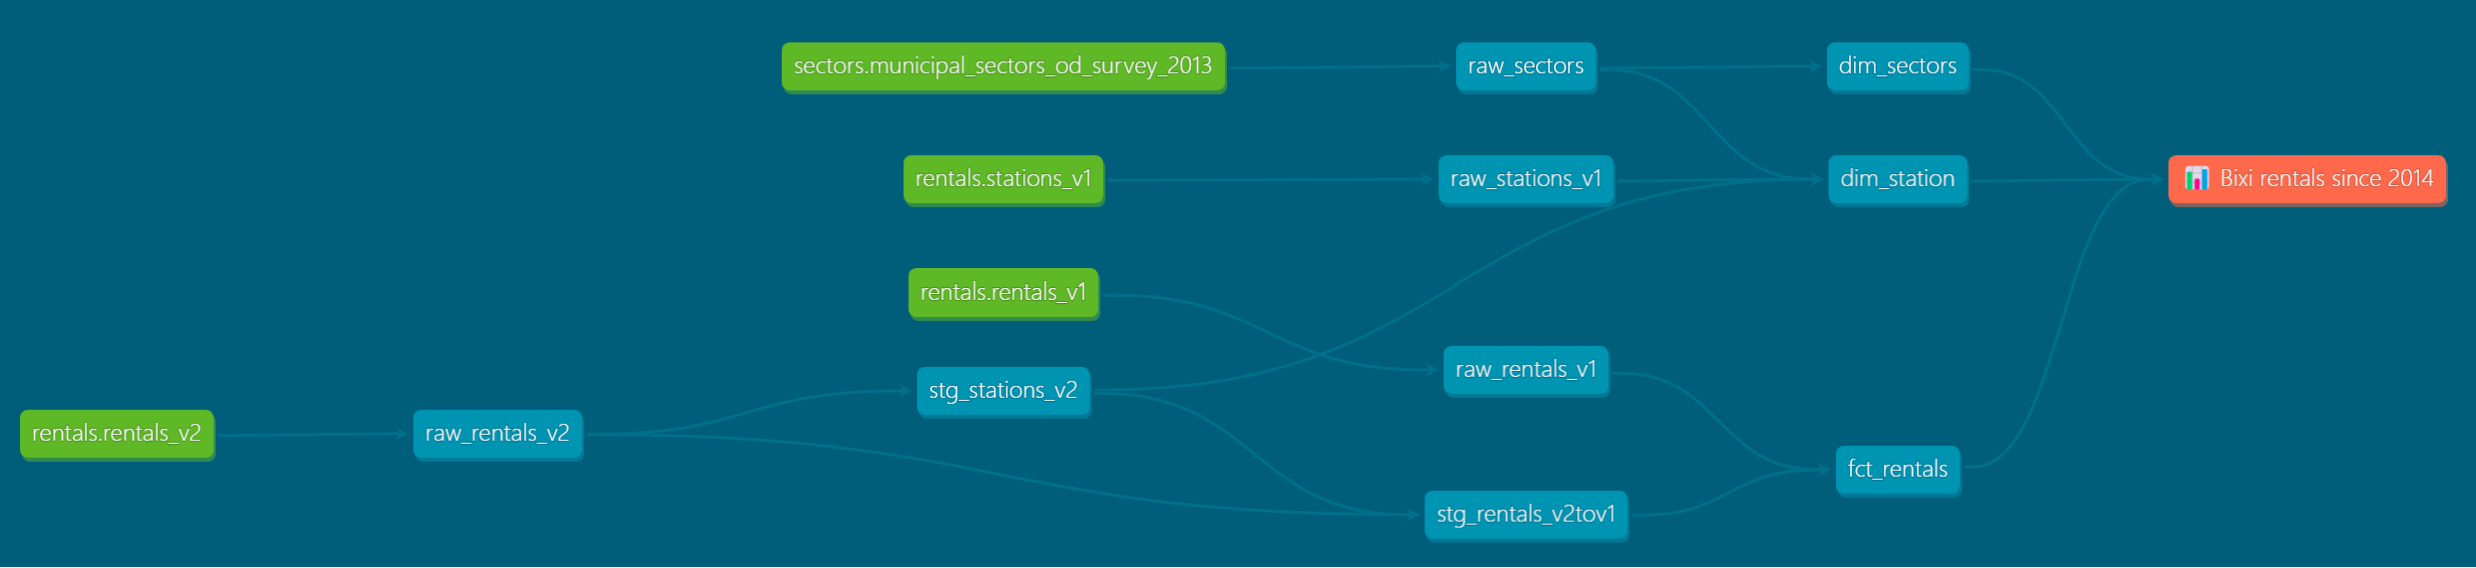 sectors.municipal_sectors_od_survey_2013
raw_sectors
dim_sectors
rentals.stations_v1
raw_stations_v1
dim_station
Bixi rentals since 2014
rentals.rentals_v1
raw_rentals_v1
stg_stations_v2
rentals.rentals_v2
raw_rentals_v2
fct_rentals
stg_rentals_v2tov1